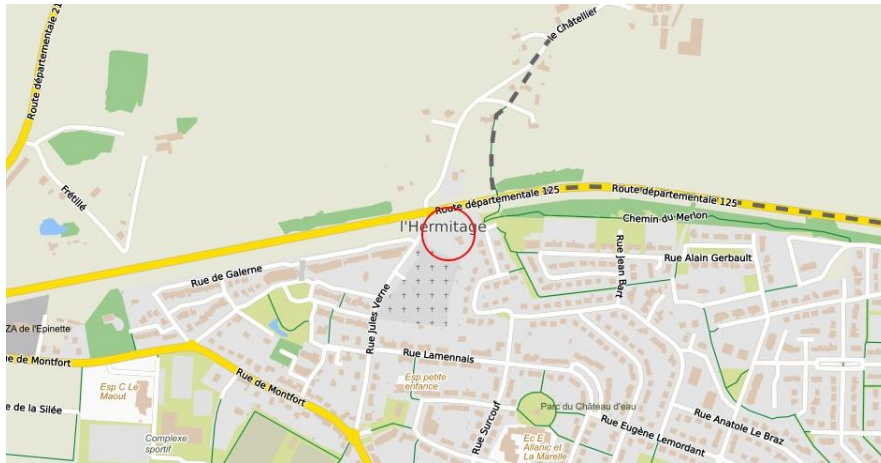 le Châtellier
Route départementale 21
Frétillé
Route départementale 125
Route départementale 125
Chemin du Merlon
l'Hermitage
Rue de Galerne
Rue Jean Bart
Rue Alain Gerbault
Rue Jules Verne
ZA de l'Epinette
ue de Montfort
Rue Lamennais
Rue de Montfort
Esp C Le
Maout
Esp petite
enfance
Parc du Château d'eau
ue de la Silée
Rue Surcouf
Rue Eugène Lemordant
Rue Anatole Le Braz
Complexe
sportif
Ec E
Allanic et
La Marelle